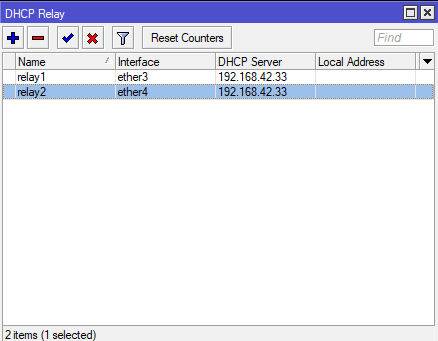 DHCP Relay
Reset Counters
Find
Name Interface DHCP Server Local Address
relay1 ether3 192.168.42.33
relay2 ether4 192.168.42.33
2 items (1 selected)